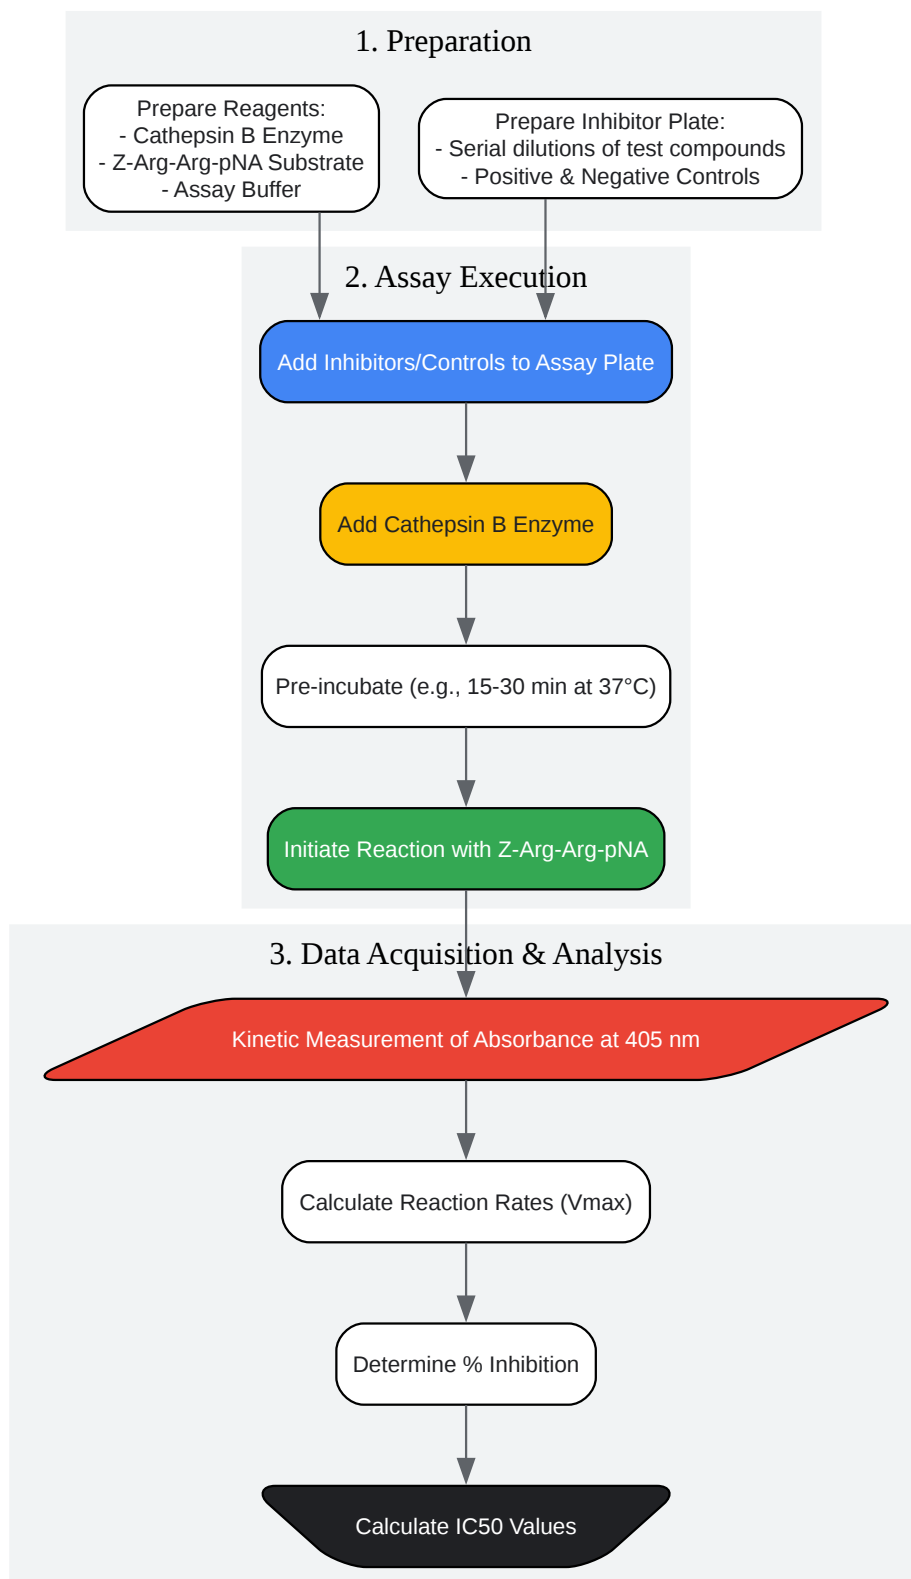 1. Preparation
Prepare Reagents:
- Cathepsin B Enzyme
- Z-Arg-Arg-pNA Substrate
- Assay Buffer
Prepare Inhibitor Plate:
- Serial dilutions of test compounds
- Positive & Negative Controls
2. Assay Execution
Add Inhibitors/Controls to Assay Plate
Add Cathepsin B Enzyme
Pre-incubate (e.g., 15-30 min at 37°C)
Initiate Reaction with Z-Arg-Arg-pNA
3. Data Acquisition & Analysis
Kinetic Measurement of Absorbance at 405 nm
Calculate Reaction Rates (Vmax)
Determine % Inhibition
Calculate IC50 Values